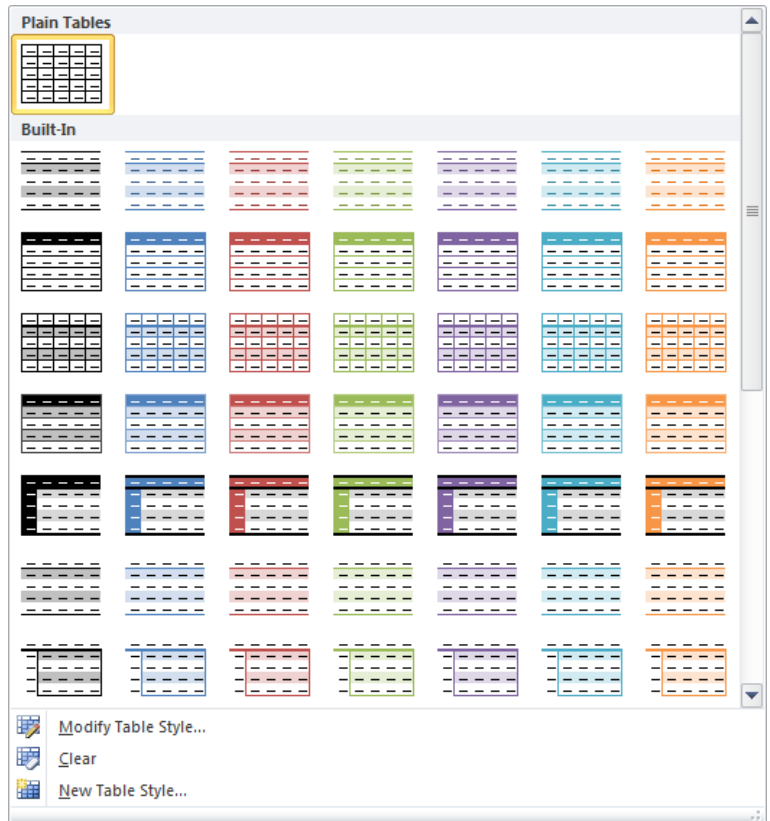 Plain Tables
Built-In
Modify Table Style...
Clear
New Table Style...